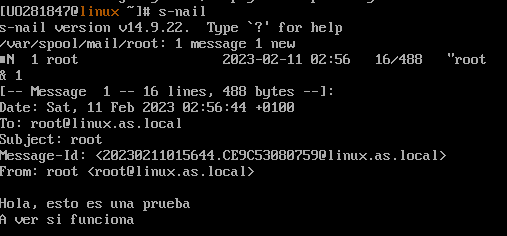 [UO281847@linux ~]# s-nail
s-nail version v14.9.22.  Type `?' for help
/var/spool/mail/root: 1 message 1 new
▪N  1 root                  2023-02-11 02:56   16/488   "root
& 1
[-- Message  1 -- 16 lines, 488 bytes --]:
Date: Sat, 11 Feb 2023 02:56:44 +0100
To: root@linux.as.local
Subject: root
Message-Id: <20230211015644.CE9C53080759@linux.as.local>
From: root <root@linux.as.local>

Hola, esto es una prueba
A ver si funciona